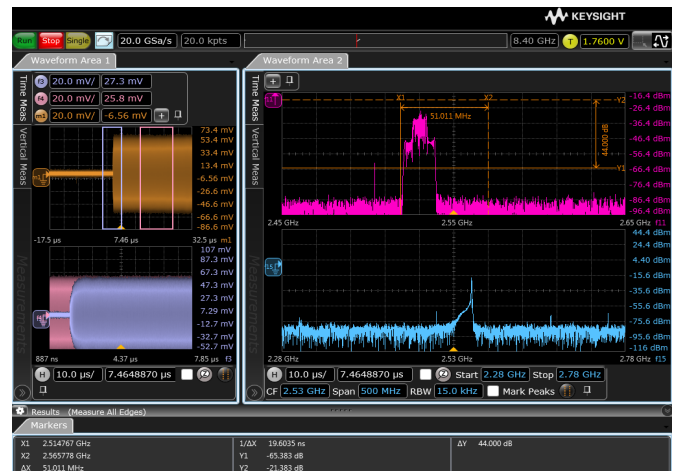 KEYSIGHT
Run Stop Single 20.0 GSa/s 20.0 kpts 8.40 GHz T 1.7600 V
Waveform Area 1
Waveform Area 2
Time Meas
Vertical Meas
Measurements
f3 20.0 mV/ 27.3 mV
f4 20.0 mV/ 25.8 mV
m1 20.0 mV/ -6.56 mV
73.4 mV
53.4 mV
33.4 mV
13.4 mV
-6.56 mV
-26.6 mV
-46.6 mV
-66.6 mV
-86.6 mV
-17.5 µs 7.46 µs 32.5 µs m1
107 mV
87.3 mV
67.3 mV
47.3 mV
27.3 mV
7.29 mV
-12.7 mV
-32.7 mV
-52.7 mV
887 ns 4.37 µs 7.85 µs f3
H 10.0 µs/ 7.4648870 µs
Time Meas
Vertical Meas
Measurements
X1 X2
51.011 MHz
44.000 dB
Y2
Y1
-16.4 dBm
-26.4 dBm
-36.4 dBm
-46.4 dBm
-56.4 dBm
-66.4 dBm
-76.4 dBm
-86.4 dBm
-96.4 dBm
2.45 GHz 2.55 GHz 2.65 GHz f11
44.4 dBm
24.4 dBm
4.40 dBm
-15.6 dBm
-35.6 dBm
-55.6 dBm
-75.6 dBm
-95.6 dBm
-116 dBm
2.28 GHz 2.53 GHz 2.78 GHz f15
H 10.0 µs/ 7.4648870 µs Start 2.28 GHz Stop 2.78 GHz
CF 2.53 GHz Span 500 MHz RBW 15.0 kHz Mark Peaks
Results (Measure All Edges)
Markers
X1 2.514767 GHz 1/ΔX 19.6035 ns ΔY 44.000 dB
X2 2.565778 GHz Y1 -65.383 dB
ΔX 51.011 MHz Y2 -21.383 dB